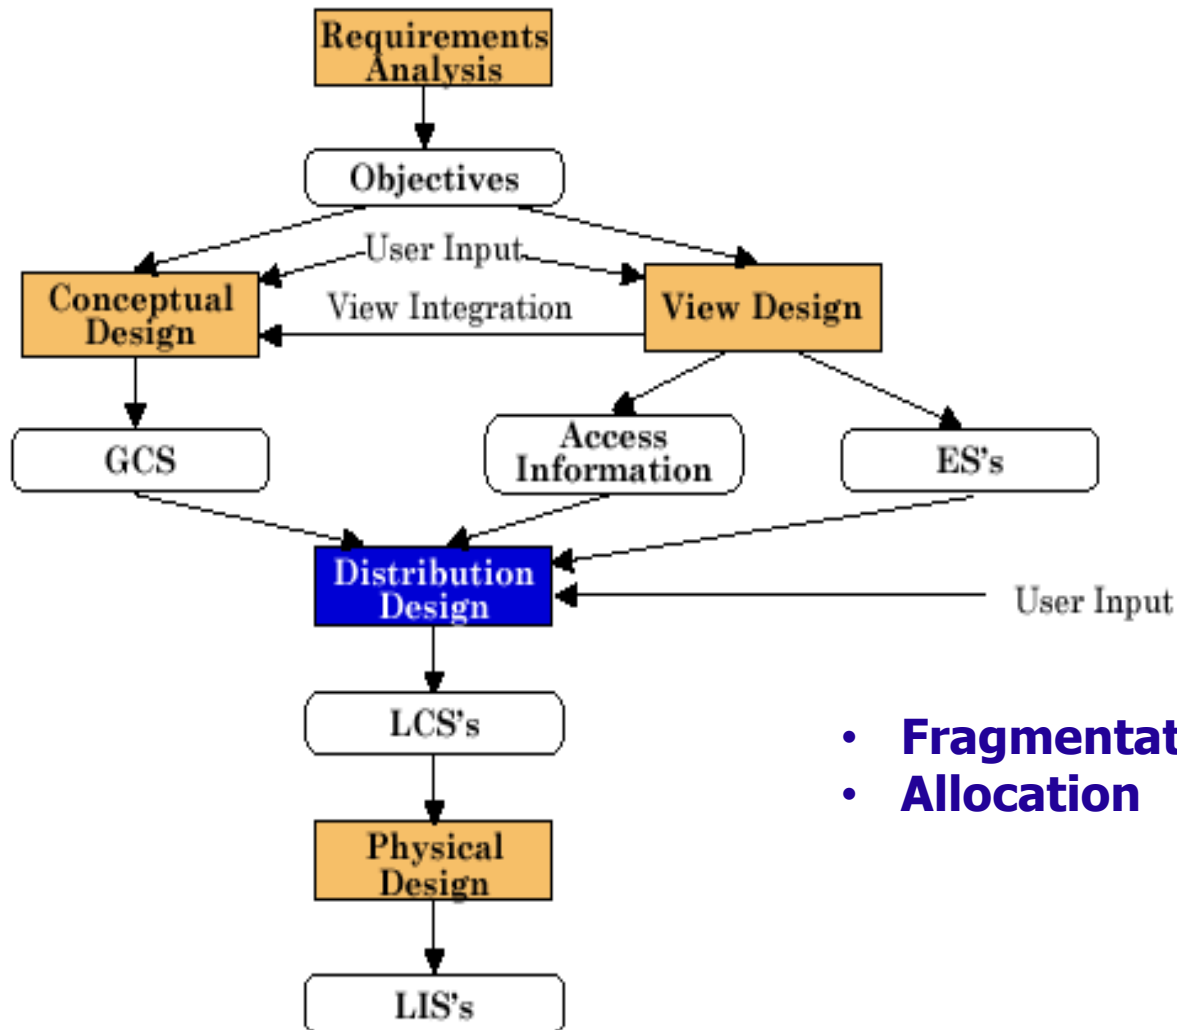 Requirements
Analysis
Objectives
User Input
Conceptual
Design
View Integration
View Design
GCS
Access
Information
ES's
Distribution
Design
User Input
LCS's
• Fragmentat
• Allocation
Physical
Design
LIS's